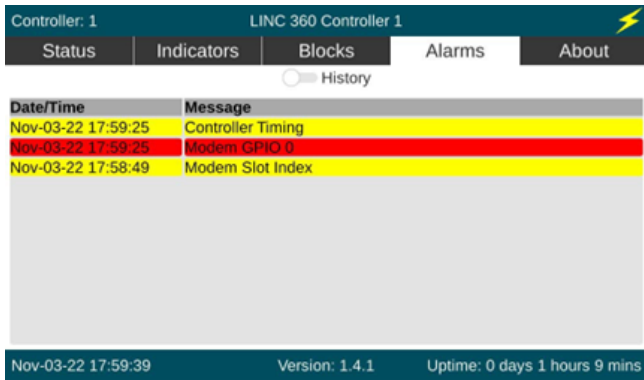 Controller: 1 LINC 360 Controller 1
Status Indicators Blocks Alarms About
History
Date/Time Message
Nov-03-22 17:59:25 Controller Timing
Nov-03-22 17:59:25 Modem GPIO 0
Nov-03-22 17:58:49 Modem Slot Index
Nov-03-22 17:59:39 Version: 1.4.1 Uptime: 0 days 1 hours 9 mins